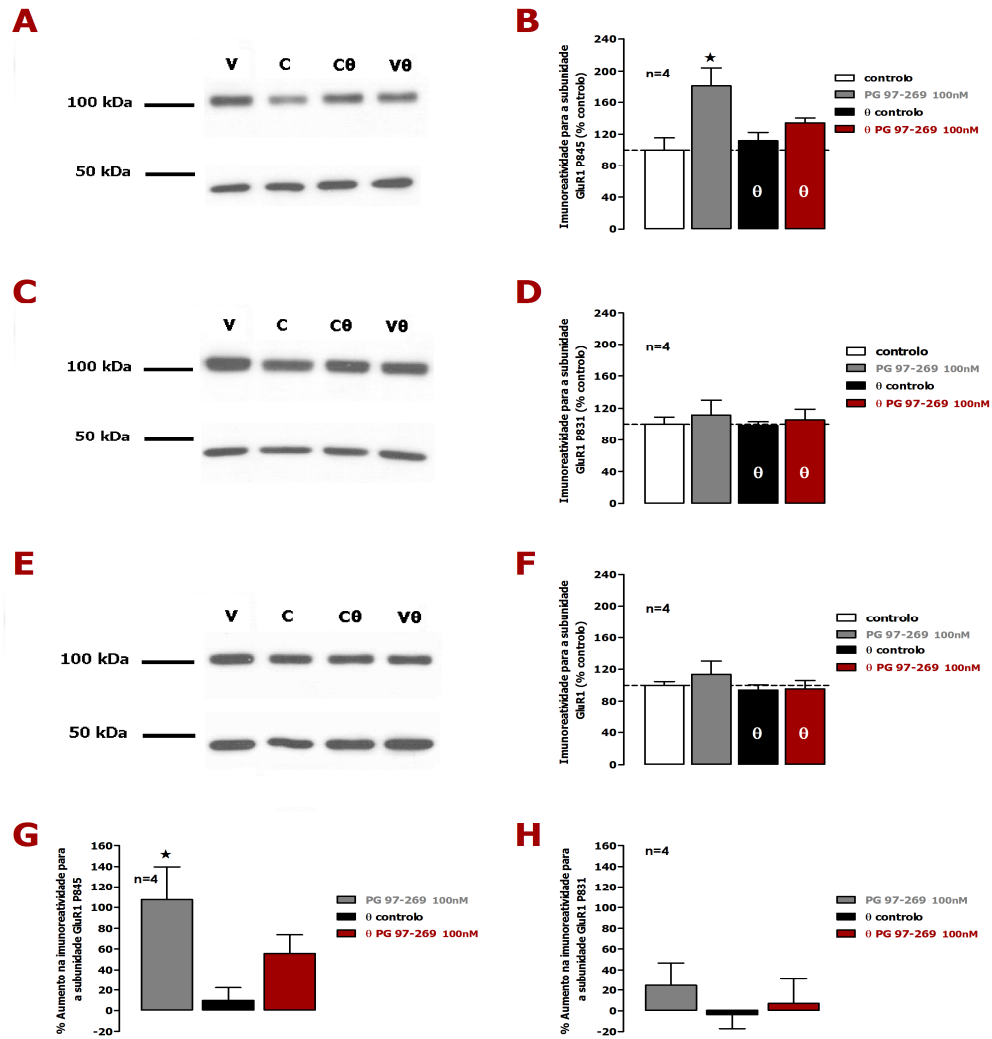 A
V C Cθ Vθ
100 kDa
50 kDa
B
Imunoreatividade para a subunidade
GluR1 P845 (% controlo)
240
200
160
120
80
40
0
n=4
★
θ θ
controlo
PG 97-269 100nM
θ controlo
θ PG 97-269 100nM
C
V C Cθ Vθ
100 kDa
50 kDa
D
Imunoreatividade para a subunidade
GluR1 P831 (% controlo)
240
200
160
120
80
40
0
n=4
θ θ
controlo
PG 97-269 100nM
θ controlo
θ PG 97-269 100nM
E
V C Cθ Vθ
100 kDa
50 kDa
F
Imunoreatividade para a subunidade
GluR1 (% controlo)
240
200
160
120
80
40
0
n=4
θ θ
controlo
PG 97-269 100nM
θ controlo
θ PG 97-269 100nM
G
% Aumento na imunoreatividade para
a subunidade GluR1 P845
160
140
120
100
80
60
40
20
0
-20
★
n=4
PG 97-269 100nM
θ controlo
θ PG 97-269 100nM
H
% Aumento na imunoreatividade para
a subunidade GluR1 P831
160
140
120
100
80
60
40
20
0
-20
n=4
PG 97-269 100nM
θ controlo
θ PG 97-269 100nM